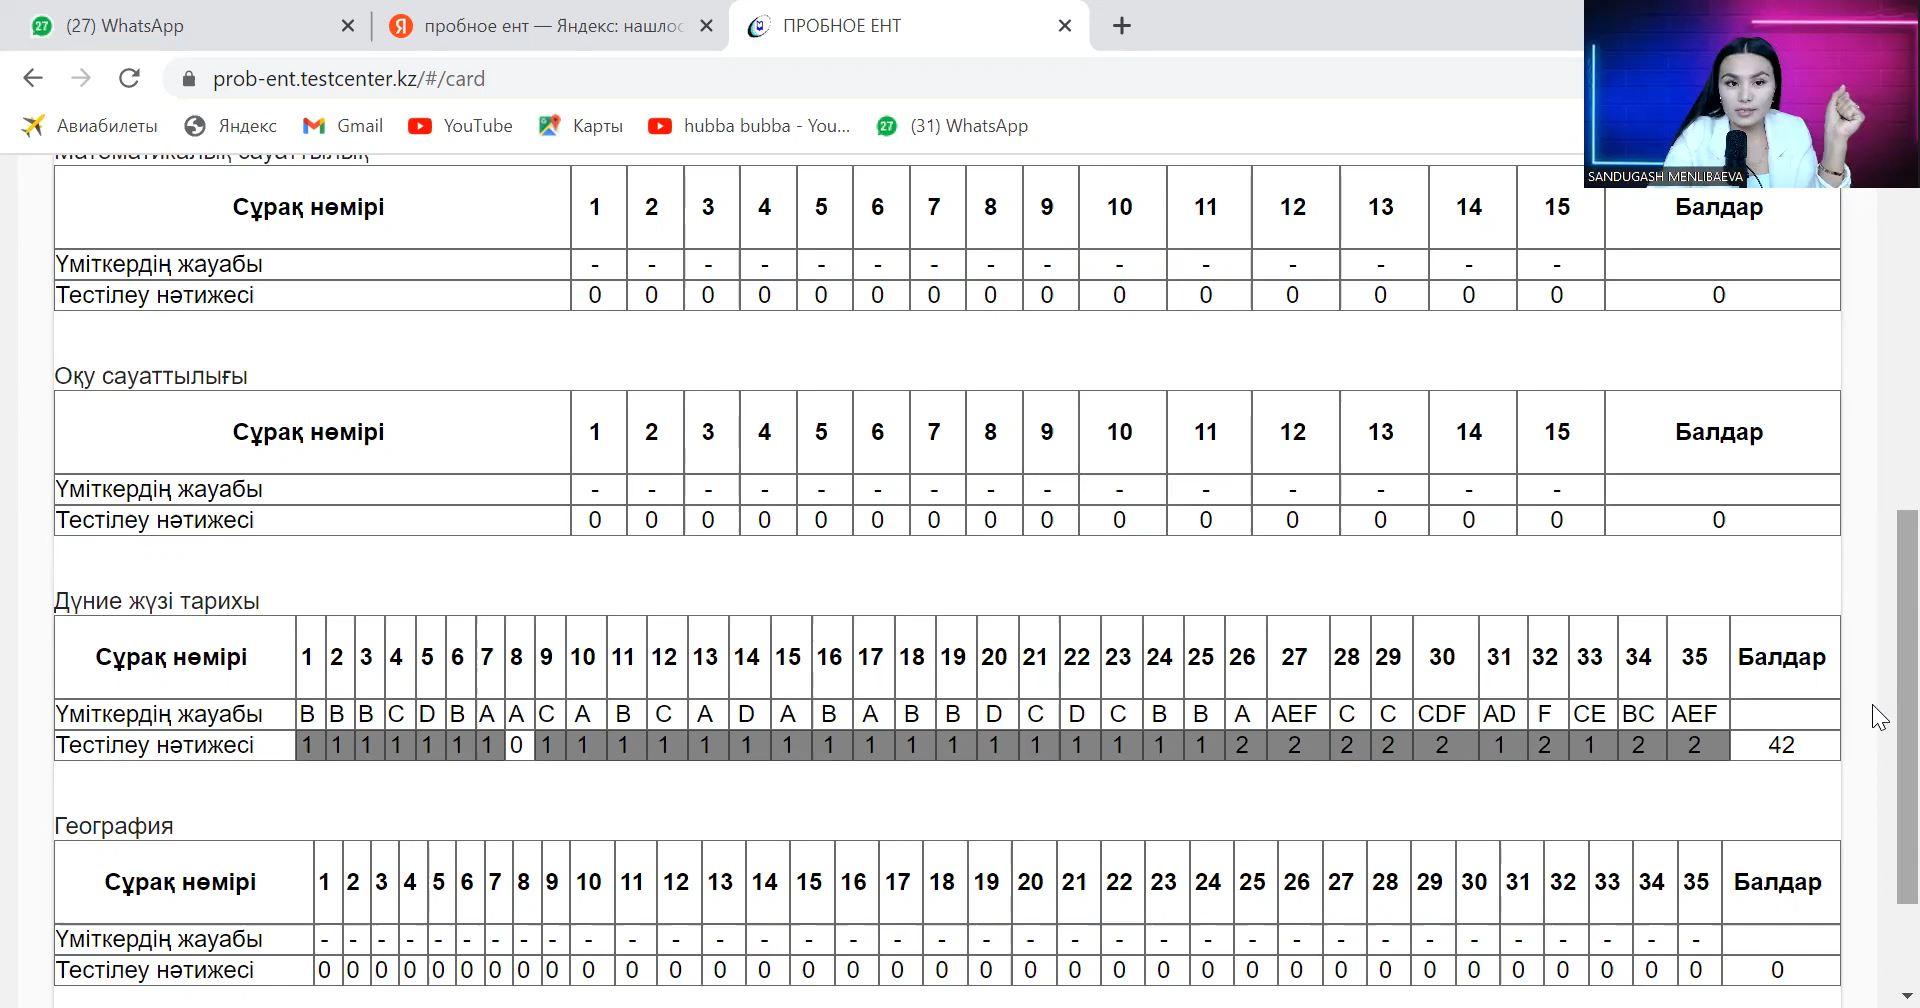 (27) WhatsApp
пробное ент — Яндекс: нашлос
ПРОБНОЕ ЕНТ
prob-ent.testcenter.kz/#/card
Авиабилеты Яндекс Gmail YouTube Карты hubba bubba - You... (31) WhatsApp
SANDUGASH MENLIBAEVA
Математикалық сауаттылық
Сұрақ нөмірі 1 2 3 4 5 6 7 8 9 10 11 12 13 14 15 Балдар
Үміткердің жауабы - - - - - - - - - - - - - - -
Тестілеу нәтижесі 0 0 0 0 0 0 0 0 0 0 0 0 0 0 0 0
Оқу сауаттылығы
Сұрақ нөмірі 1 2 3 4 5 6 7 8 9 10 11 12 13 14 15 Балдар
Үміткердің жауабы - - - - - - - - - - - - - - -
Тестілеу нәтижесі 0 0 0 0 0 0 0 0 0 0 0 0 0 0 0 0
Дүние жүзі тарихы
Сұрақ нөмірі 1 2 3 4 5 6 7 8 9 10 11 12 13 14 15 16 17 18 19 20 21 22 23 24 25 26 27 28 29 30 31 32 33 34 35 Балдар
Үміткердің жауабы B B B C D B A A C A B C A D A B A B B D C D C B B A AEF C C CDF AD F CE BC AEF
Тестілеу нәтижесі 1 1 1 1 1 1 1 0 1 1 1 1 1 1 1 1 1 1 1 1 1 1 1 1 1 2 2 2 2 2 1 2 1 2 2 42
География
Сұрақ нөмірі 1 2 3 4 5 6 7 8 9 10 11 12 13 14 15 16 17 18 19 20 21 22 23 24 25 26 27 28 29 30 31 32 33 34 35 Балдар
Үміткердің жауабы - - - - - - - - - - - - - - - - - - - - - - - - - - - - - - - - - - -
Тестілеу нәтижесі 0 0 0 0 0 0 0 0 0 0 0 0 0 0 0 0 0 0 0 0 0 0 0 0 0 0 0 0 0 0 0 0 0 0 0 0